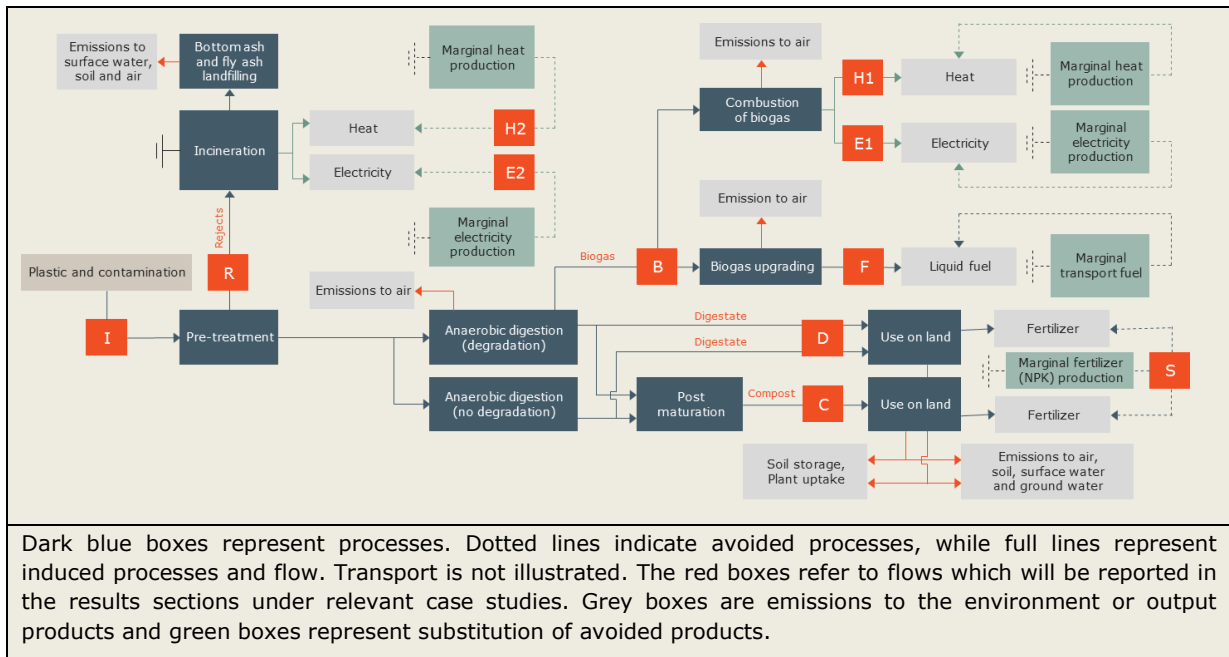 Emissions to
surface water,
soil and air
Bottom ash
and fly ash
landfilling
Marginal heat
production
Emissions to air
Marginal heat
production
H1
Heat
Combustion
of biogas
Incineration
Heat
H2
E1
Electricity
Marginal
electricity
production
Electricity
E2
Emission to air
Rejects
Marginal
electricity
production
Biogas
Plastic and contamination
R
B
Biogas upgrading
F
Liquid fuel
Marginal
transport fuel
Emissions to air
I
Pre-treatment
Anaerobic digestion
(degradation)
Digestate
Digestate
D
Use on land
Fertilizer
Marginal fertilizer
(NPK) production
S
Anaerobic digestion
(no degradation)
Post
maturation
Compost
C
Use on land
Fertilizer
Soil storage,
Plant uptake
Emissions to air,
soil, surface water
and ground water
Dark blue boxes represent processes. Dotted lines indicate avoided processes, while full lines represent
induced processes and flow. Transport is not illustrated. The red boxes refer to flows which will be reported in
the results sections under relevant case studies. Grey boxes are emissions to the environment or output
products and green boxes represent substitution of avoided products.